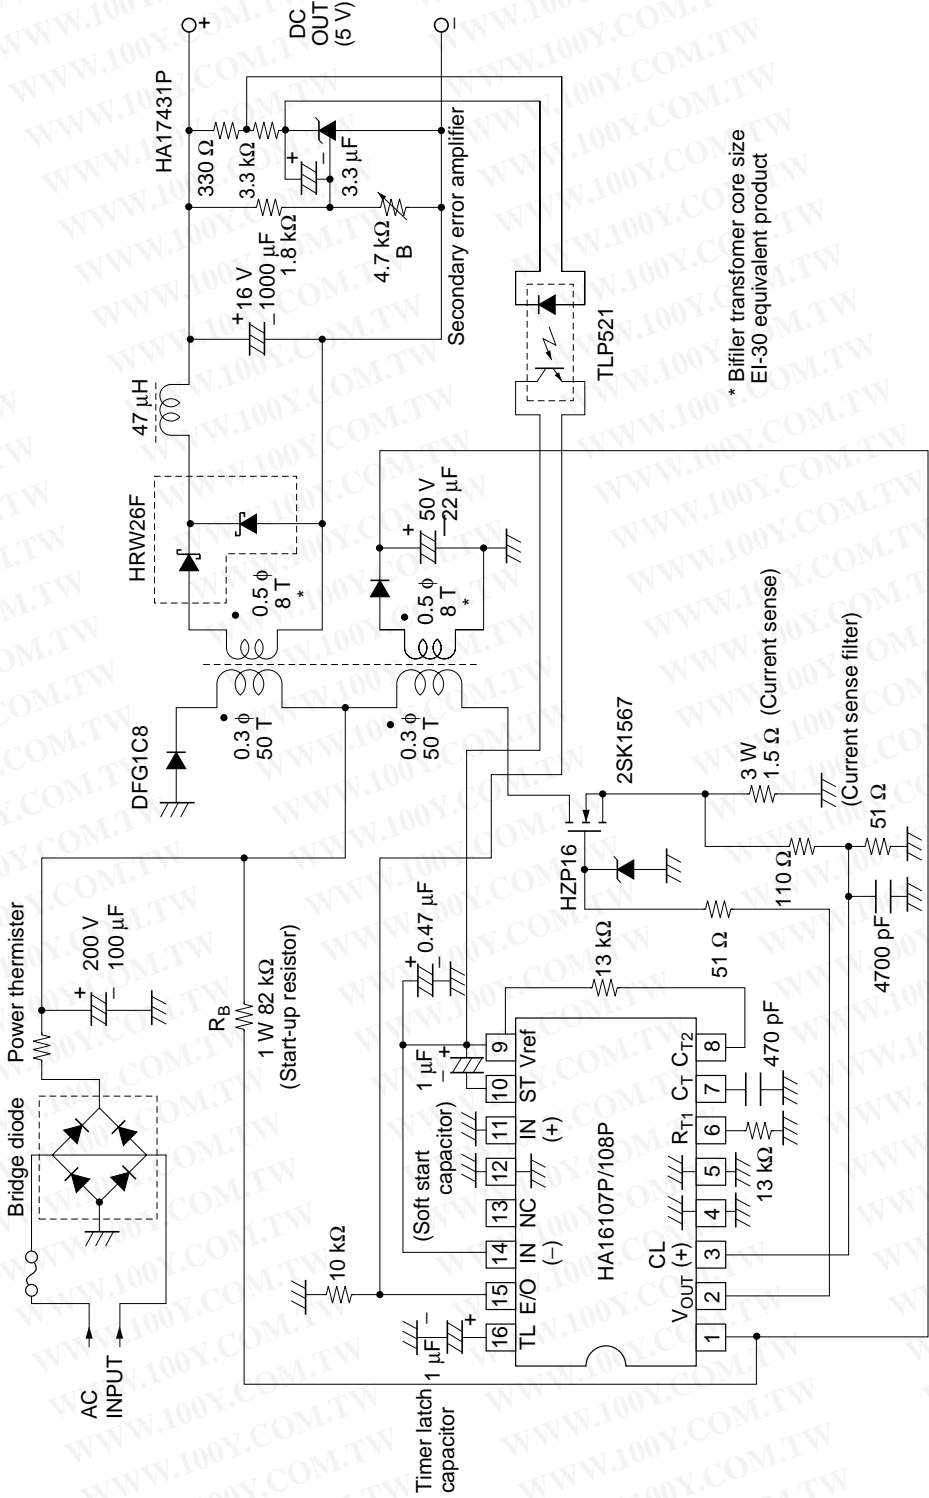 AC
INPUT
Bridge diode
Power thermister
200 V
100 μF
+
−
R_B
1 W 82 kΩ
(Start-up resistor)
DFG1C8
0.3 ϕ
50 T
0.3 ϕ
50 T
HRW26F
0.5 ϕ
8 T
*
0.5 ϕ
8 T
*
50 V
22 μF
+
−
47 μH
16 V
1000 μF
+
−
1.8 kΩ
4.7 kΩ
B
330 Ω
3.3 kΩ
HA17431P
+
−
3.3 μF
Secondary error amplifier
+
−
DC
OUT
(5 V)
TLP521
* Bifiler transfomer core size
EI-30 equivalent product
Timer latch
capacitor
1 μF
−
+
10 kΩ
(Soft start
capacitor)
1 μF
+
−
0.47 μF
+
−
16
15
14
13
12
11
10
9
TL
E/O
IN
(−)
NC
IN
(+)
ST
Vref
HA16107P/108P
V_OUT
CL
(+)
R_T1
C_T
C_T2
1
2
3
4
5
6
7
8
13 kΩ
470 pF
13 kΩ
51 Ω
HZP16
2SK1567
3 W
1.5 Ω (Current sense)
(Current sense filter)
110 Ω
51 Ω
4700 pF
WWW.100Y.COM.TW